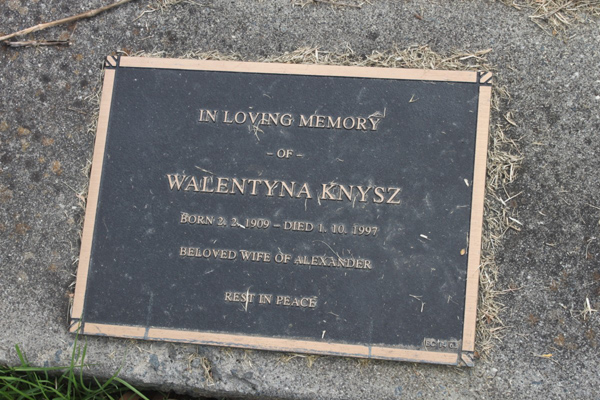 IN LOVING MEMORY
– OF –
WALENTYNA KNYSZ
BORN 2. 2. 1909 – DIED 1. 10. 1997
BELOVED WIFE OF ALEXANDER
REST IN PEACE